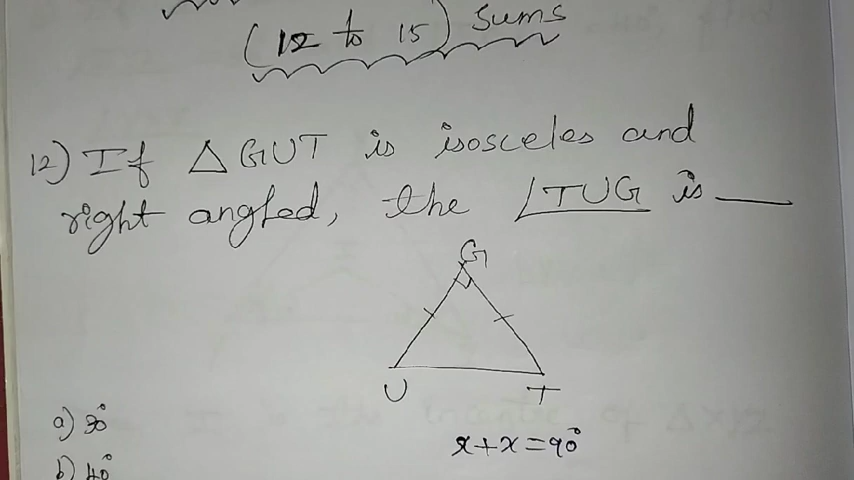 (12 to 15) Sums
12) If △ GUT is isosceles and
right angled, the ∠TUG is ___
G
U T
a) 30°
x+x=90°
b) 40°